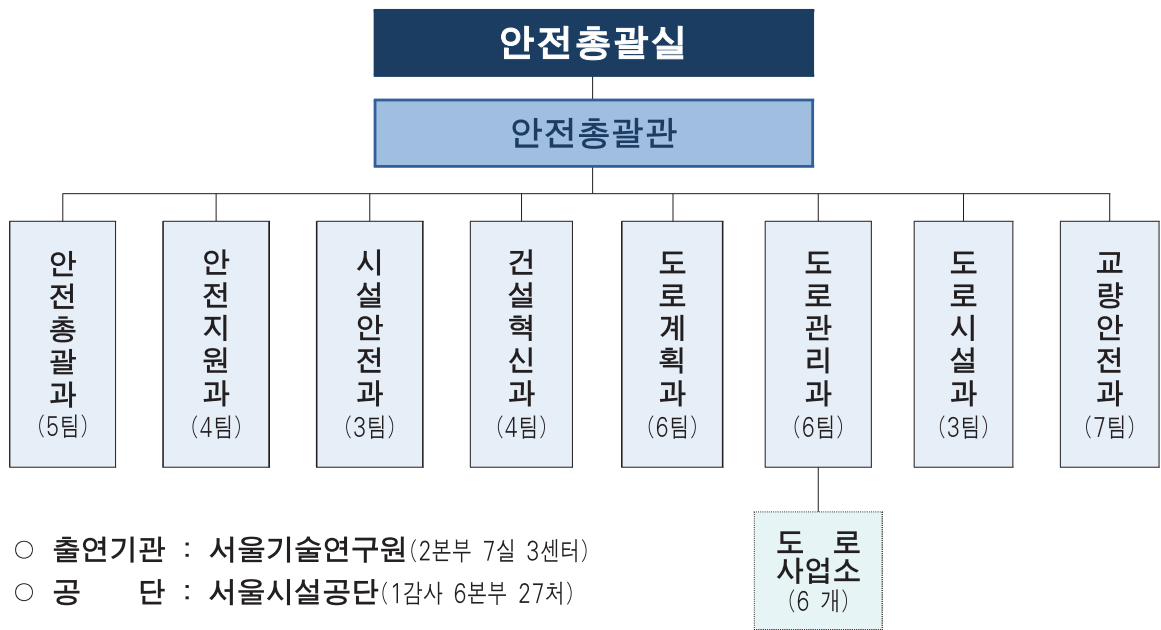 안전총괄실
안전총괄관
안전총괄과
(5팀)
안전지원과
(4팀)
시설안전과
(3팀)
건설혁신과
(4팀)
도로계획과
(6팀)
도로관리과
(6팀)
도로시설과
(3팀)
교량안전과
(7팀)
도 로
사업소
(6 개)
○ 출연기관 : 서울기술연구원(2본부 7실 3센터)
○ 공 단 : 서울시설공단(1감사 6본부 27처)